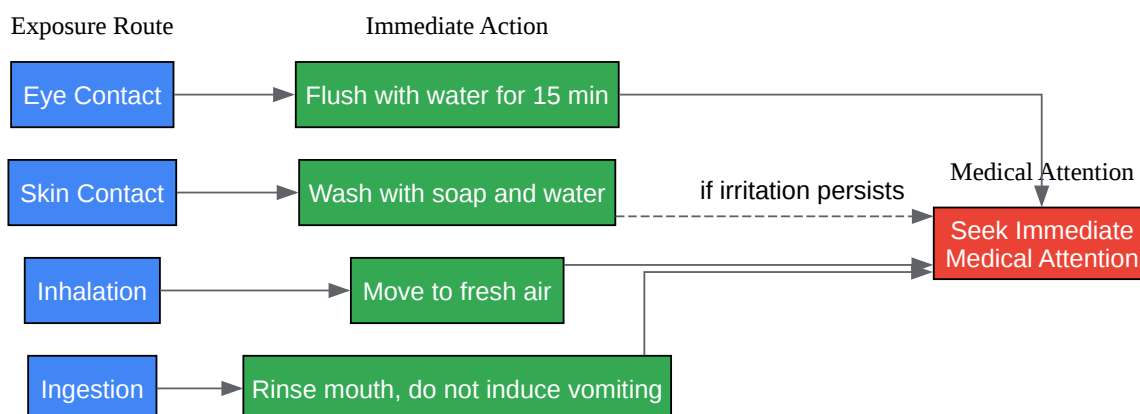 Exposure Route
Immediate Action
Eye Contact
Flush with water for 15 min
Skin Contact
Wash with soap and water
if irritation persists
Medical Attention
Seek Immediate
Medical Attention
Inhalation
Move to fresh air
Ingestion
Rinse mouth, do not induce vomiting